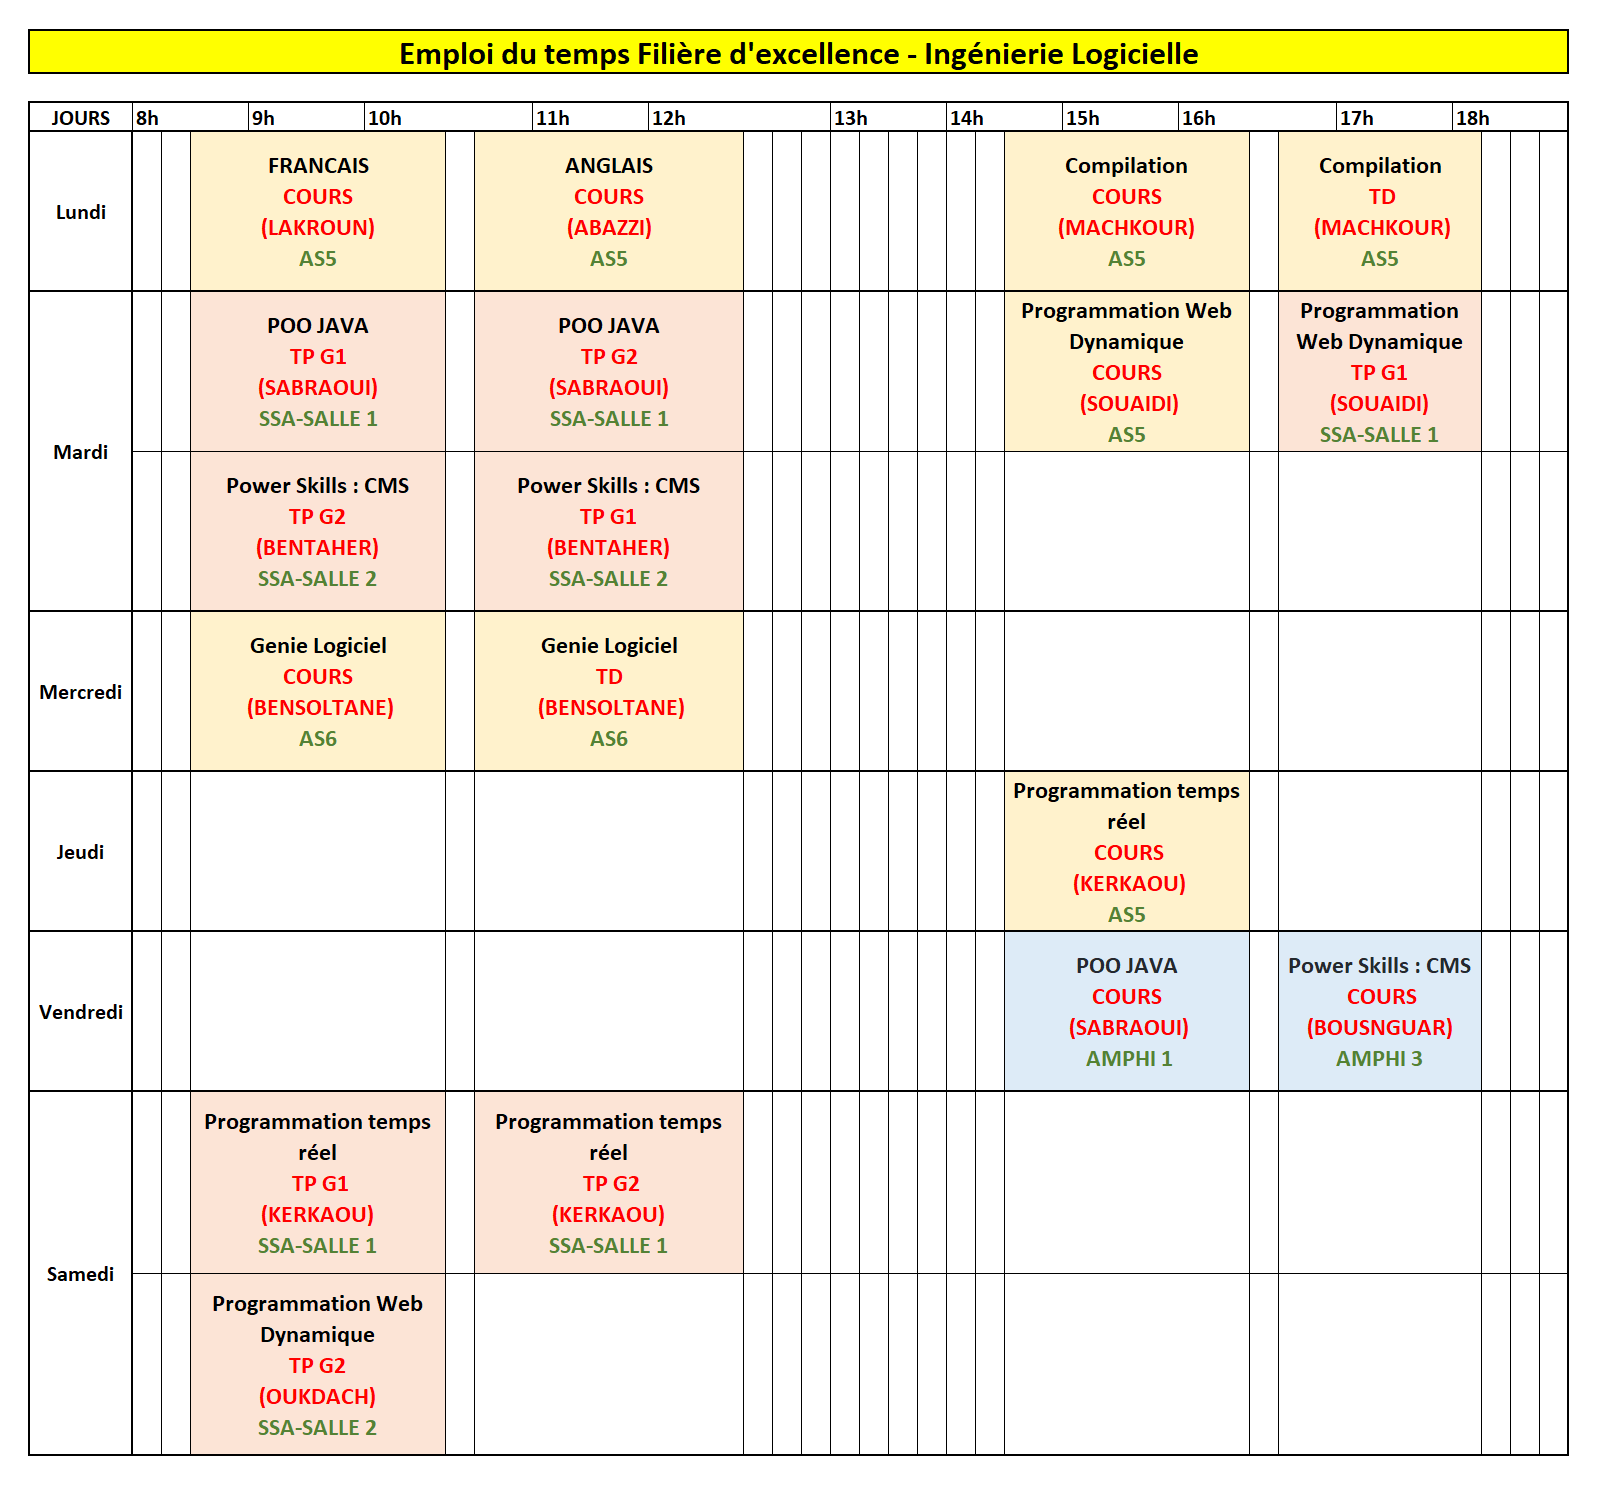 Emploi du temps Filière d'excellence - Ingénierie Logicielle
JOURS 8h 9h 10h 11h 12h 13h 14h 15h 16h 17h 18h
Lundi
FRANCAIS
COURS
(LAKROUN)
AS5
ANGLAIS
COURS
(ABAZZI)
AS5
Compilation
COURS
(MACHKOUR)
AS5
Compilation
TD
(MACHKOUR)
AS5
Mardi
POO JAVA
TP G1
(SABRAOUI)
SSA-SALLE 1
POO JAVA
TP G2
(SABRAOUI)
SSA-SALLE 1
Programmation Web
Dynamique
COURS
(SOUAIDI)
AS5
Programmation
Web Dynamique
TP G1
(SOUAIDI)
SSA-SALLE 1
Power Skills : CMS
TP G2
(BENTAHER)
SSA-SALLE 2
Power Skills : CMS
TP G1
(BENTAHER)
SSA-SALLE 2
Mercredi
Genie Logiciel
COURS
(BENSOLTANE)
AS6
Genie Logiciel
TD
(BENSOLTANE)
AS6
Jeudi
Programmation temps
réel
COURS
(KERKAOU)
AS5
Vendredi
POO JAVA
COURS
(SABRAOUI)
AMPHI 1
Power Skills : CMS
COURS
(BOUSNGUAR)
AMPHI 3
Samedi
Programmation temps
réel
TP G1
(KERKAOU)
SSA-SALLE 1
Programmation temps
réel
TP G2
(KERKAOU)
SSA-SALLE 1
Programmation Web
Dynamique
TP G2
(OUKDACH)
SSA-SALLE 2